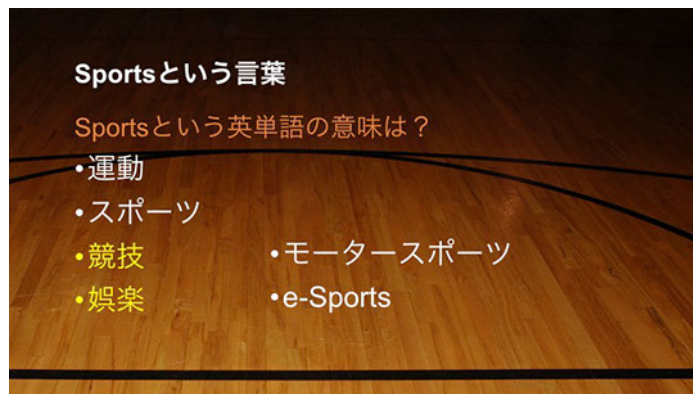 Sportsという言葉
Sportsという英単語の意味は？
•運動
•スポーツ
•競技
•娯楽
•モータースポーツ
•e-Sports